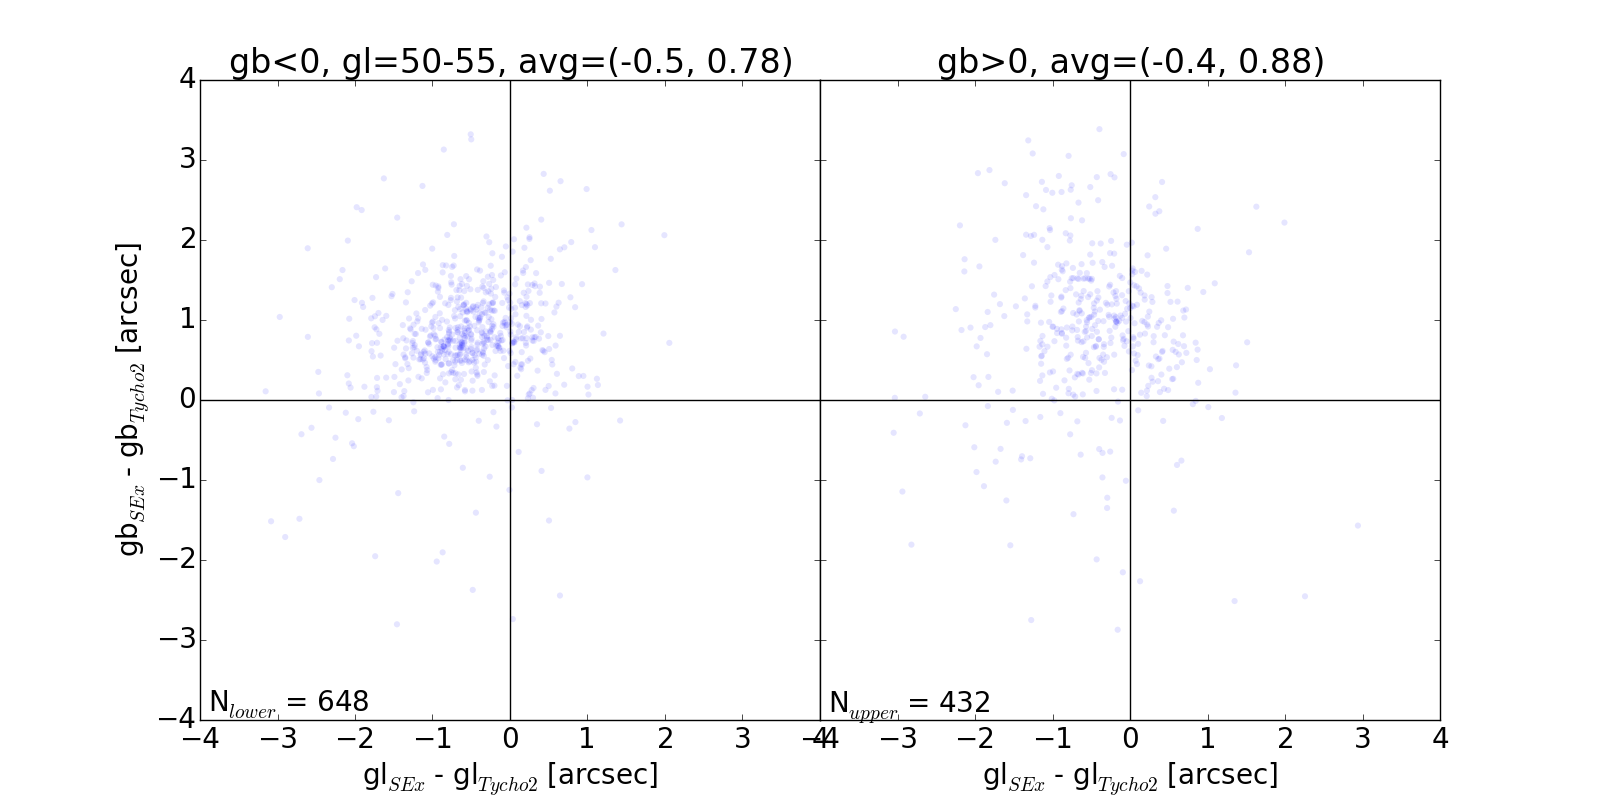 gb<0, gl=50-55, avg=(-0.5, 0.78)
gb>0, avg=(-0.4, 0.88)
4
3
2
1
0
−1
−2
−3
−4
gb_SEx - gb_Tycho2 [arcsec]
N_lower = 648
N_upper = 432
−4 −3 −2 −1 0 1 2 3 4
−4 −3 −2 −1 0 1 2 3 4
gl_SEx - gl_Tycho2 [arcsec]
gl_SEx - gl_Tycho2 [arcsec]